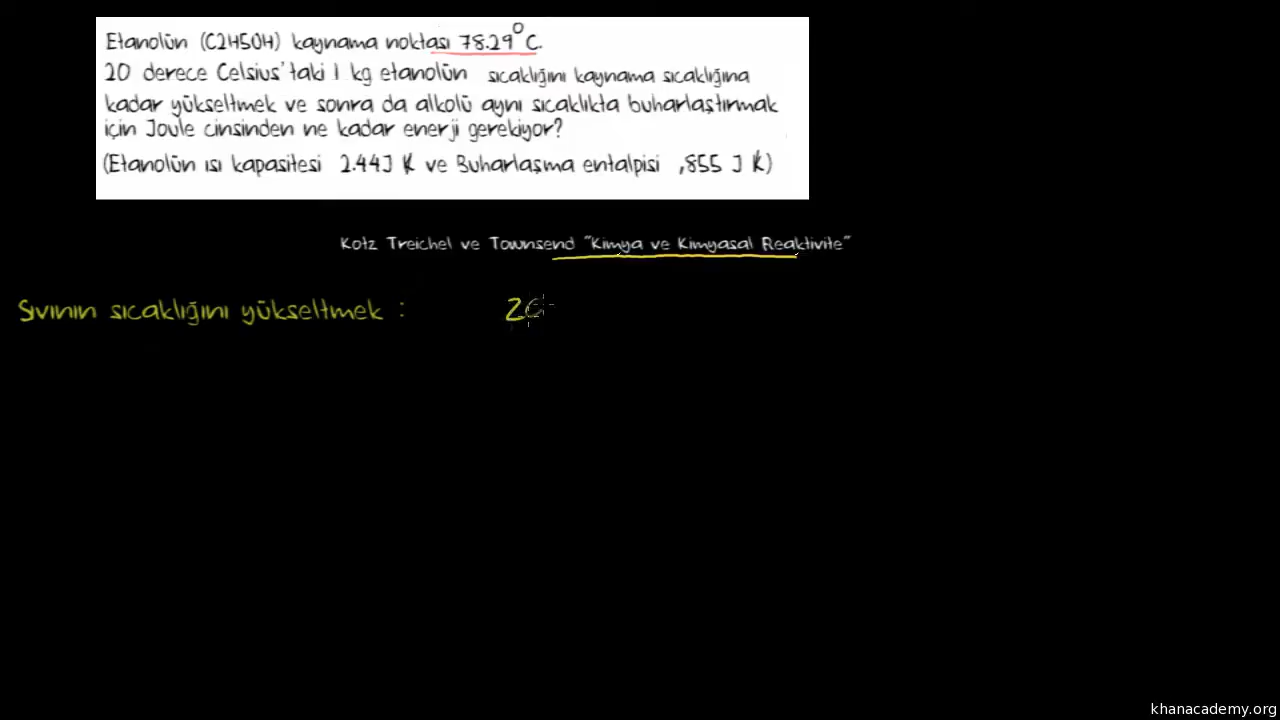 Etanolün (C2H5OH) kaynama noktası 78.29°C.
20 derece Celsius'taki 1 kg etanolün sıcaklığını kaynama sıcaklığına
kadar yükseltmek ve sonra da alkolü aynı sıcaklıkta buharlaştırmak
için Joule cinsinden ne kadar enerji gerekiyor?
(Etanolün ısı kapasitesi 2.44J K ve Buharlaşma entalpisi ,855 J K)
Kotz Treichel ve Townsend "Kimya ve Kimyasal Reaktivite"
Sıvının sıcaklığını yükseltmek : 20
khanacademy.org